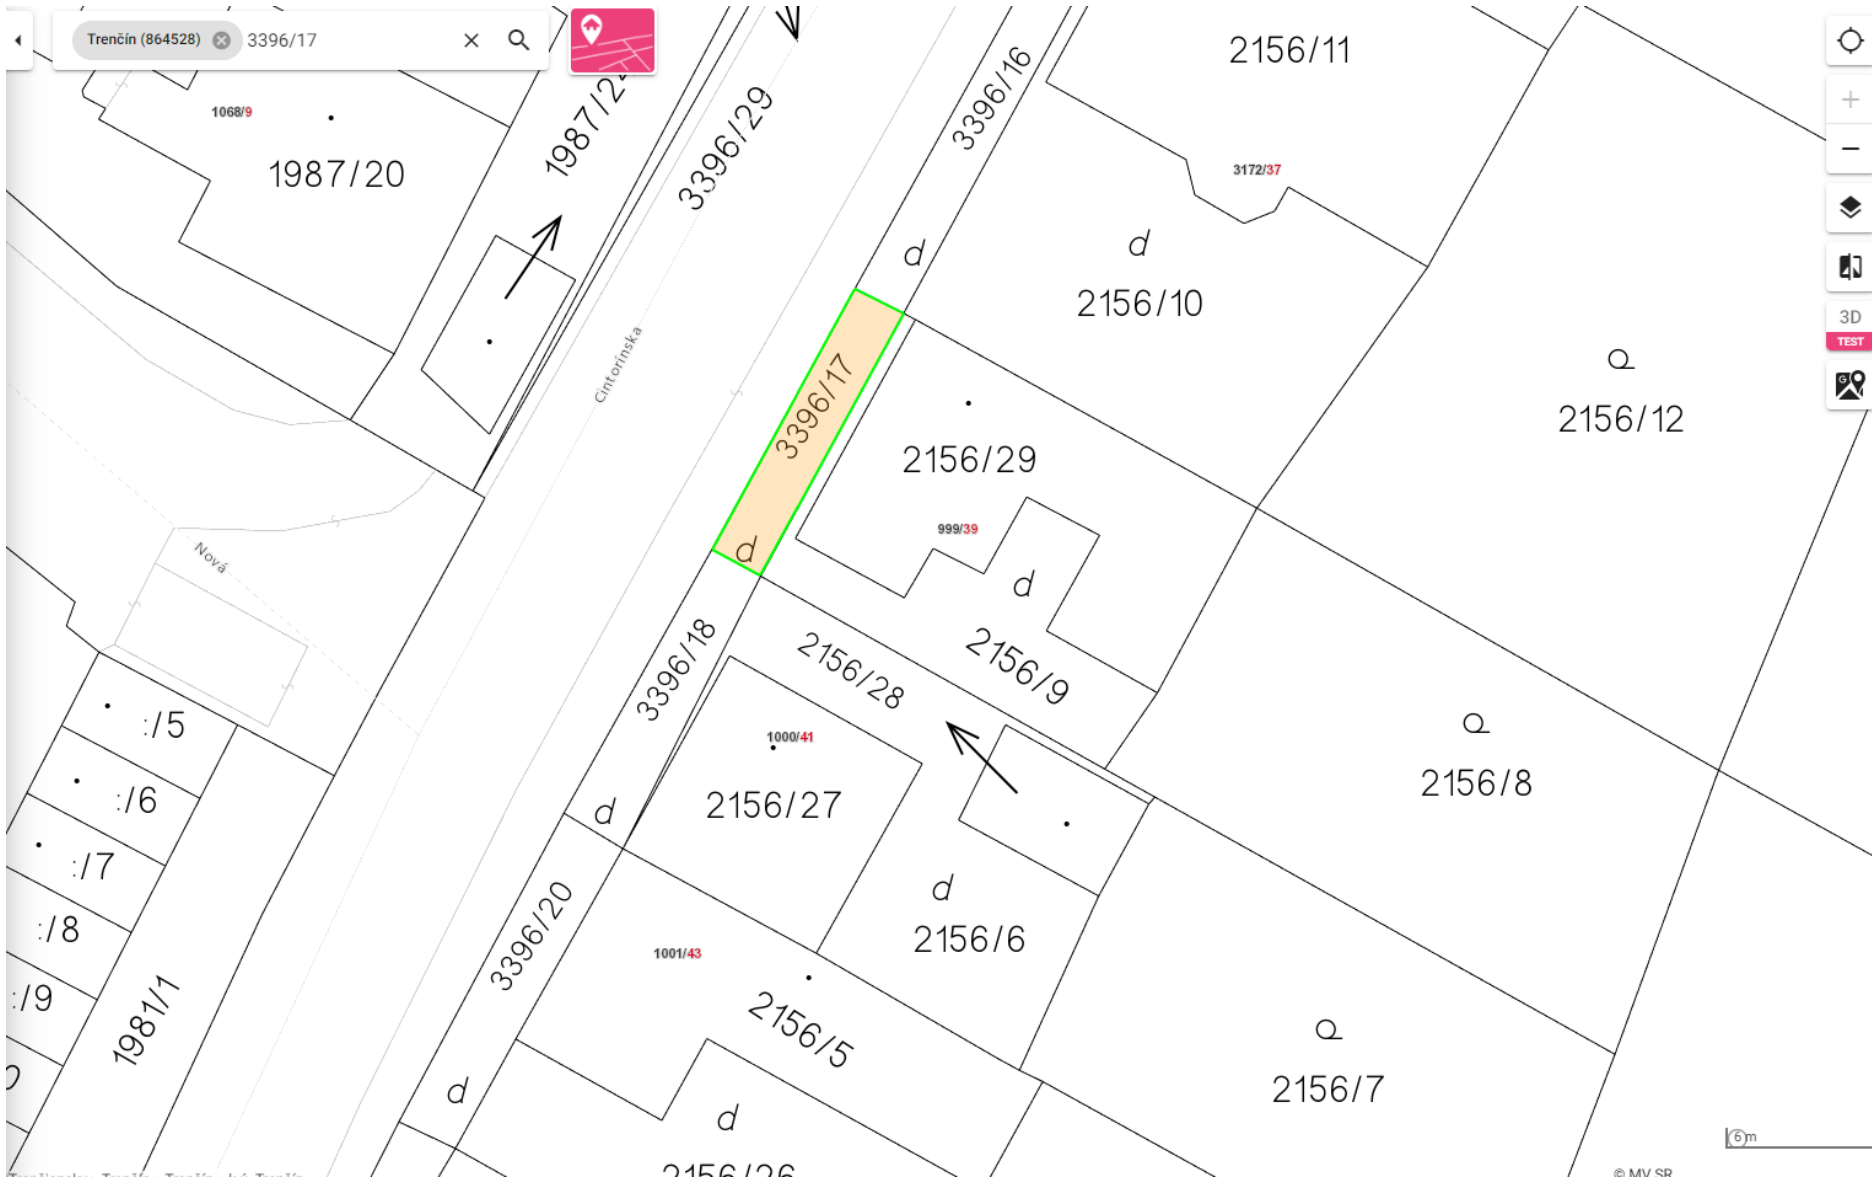 Trenčín (864528) 3396/17
2156/11
3396/16
1068/9
1987/20
3396/29
3172/37
3D
TEST
2156/10
Cintorínska
3396/17
2156/12
2156/29
999/39
Nová
d
d
d
d
3396/18
2156/28
2156/9
:/5
1000/41
2156/8
:/6
2156/27
d
:/7
d
3396/20
:/8
1001/43
2156/6
:/9
1981/1
2156/5
d
d
2156/7
6 m
© MV SR